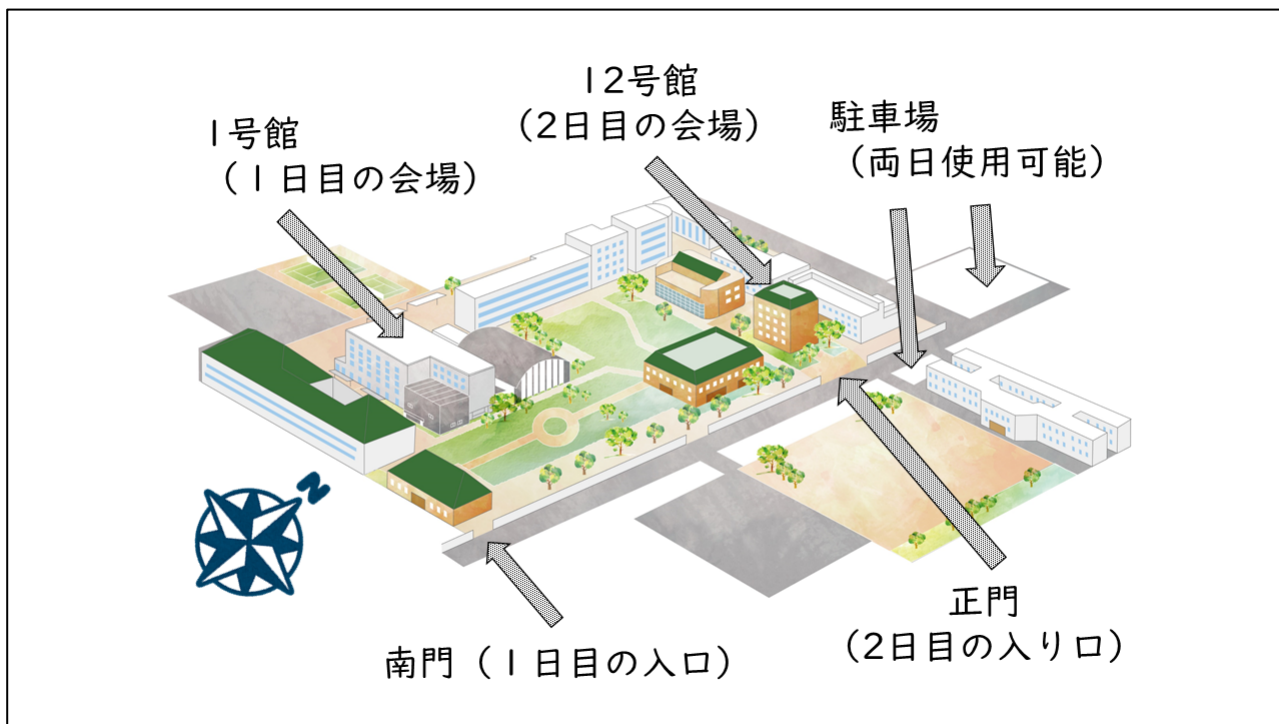 12号館
(2日目の会場)
1号館
(1日目の会場)
駐車場
(両日使用可能)
N
南門(1日目の入口)
正門
(2日目の入り口)